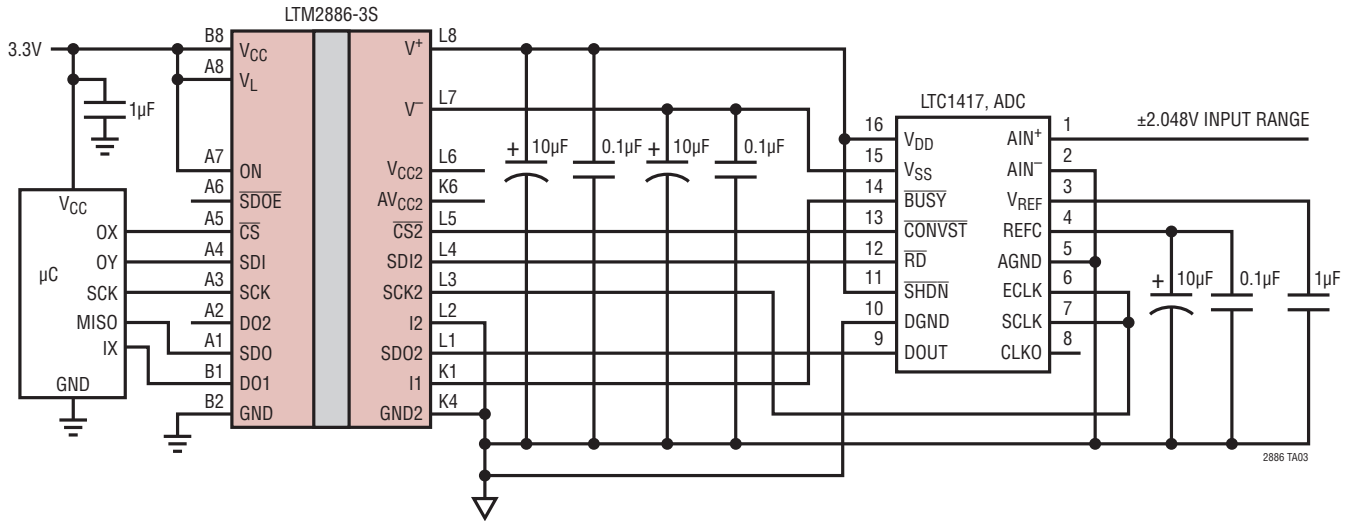 LTM2886-3S
3.3V
B8
VCC
A8
VL
1µF
A7
ON
A6
SDOE
A5
CS
A4
SDI
A3
SCK
A2
DO2
A1
SDO
B1
DO1
B2
GND
VCC
OX
OY
µC
SCK
MISO
IX
GND
V+
L8
V–
L7
VCC2
L6
AVCC2
K6
CS2
L5
SDI2
L4
SCK2
L3
I2
L2
SDO2
L1
I1
K1
GND2
K4
+
10µF
0.1µF
+
10µF
0.1µF
LTC1417, ADC
16
VDD
15
VSS
14
BUSY
13
CONVST
12
RD
11
SHDN
10
DGND
9
DOUT
AIN+
1
AIN–
2
VREF
3
REFC
4
AGND
5
ECLK
6
SCLK
7
CLKO
8
±2.048V INPUT RANGE
+
10µF
0.1µF
1µF
2886 TA03